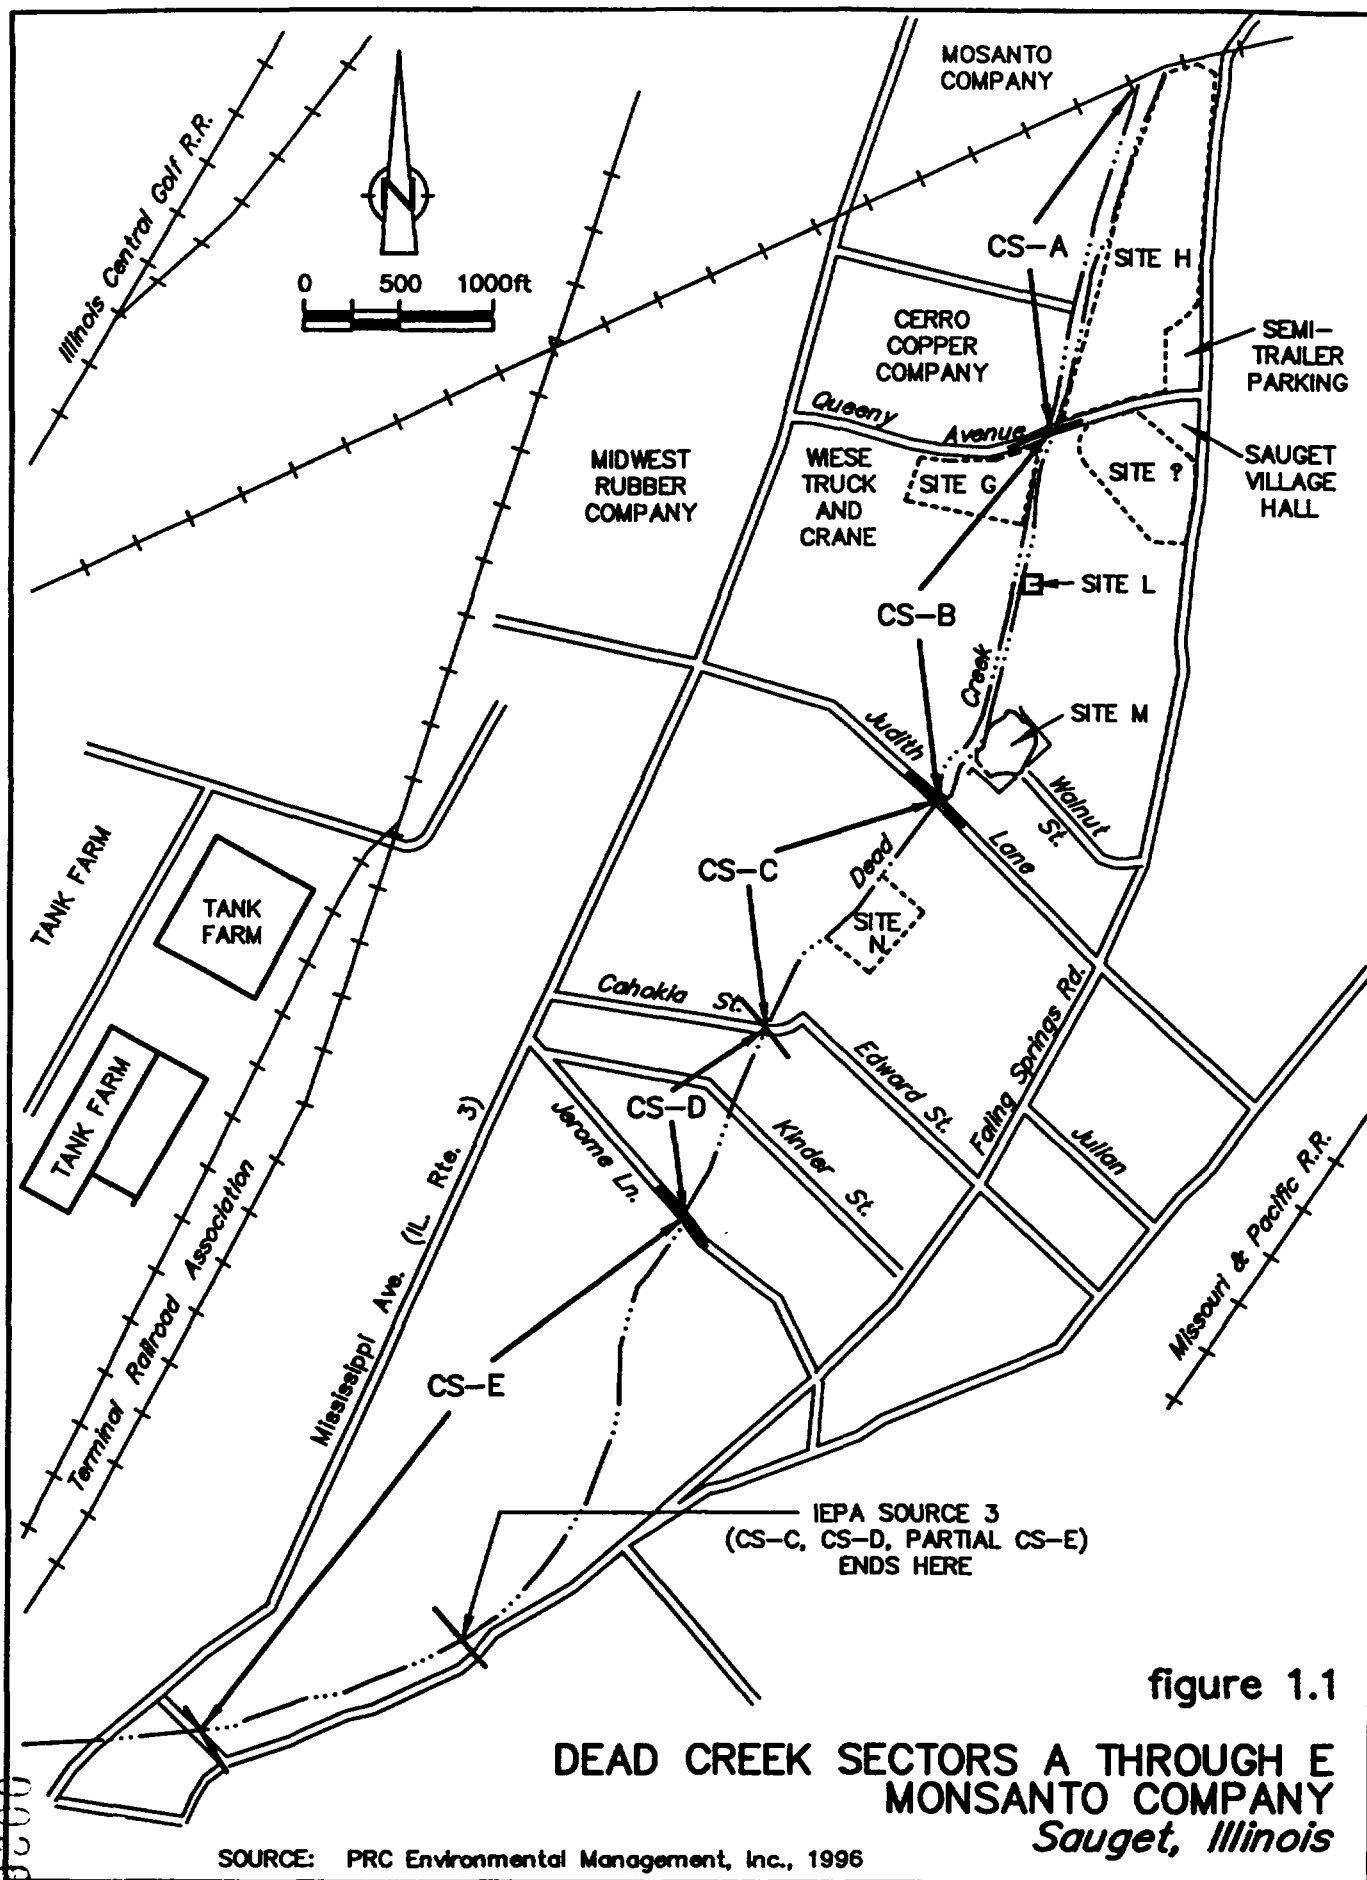 MOSANTO
COMPANY
Illinois Central Golf R.R.
N
0 500 1000ft
CS-A
SITE H
CERRO
COPPER
COMPANY
SEMI-
TRAILER
PARKING
Queeny Avenue
MIDWEST
RUBBER
COMPANY
WIESE
TRUCK
AND
CRANE
SITE G
SITE ?
SAUGET
VILLAGE
HALL
SITE L
CS-B
Creek
SITE M
Judith Lane
Walnut
St.
TANK FARM
TANK
FARM
CS-C
Dead
SITE
N
Cahokia St.
TANK FARM
Edward St.
Falling Springs Rd.
CS-D
Jerome Ln.
Kinder St.
Julian
Missouri & Pacific R.R.
Terminal Railroad Association
Mississippi Ave. (IL. Rte. 3)
CS-E
IEPA SOURCE 3
(CS-C, CS-D, PARTIAL CS-E)
ENDS HERE
figure 1.1
DEAD CREEK SECTORS A THROUGH E
MONSANTO COMPANY
Sauget, Illinois
SOURCE: PRC Environmental Management, Inc., 1996